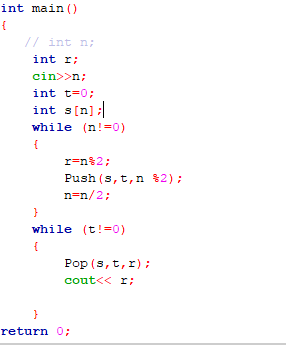 int main()
{
// int n;
int r;
cin>>n;
int t=0;
int s[n];
while (n!=0)
{
r=n%2;
Push(s,t,n %2);
n=n/2;
}
while (t!=0)
{
Pop(s,t,r);
cout<< r;
}
return 0;